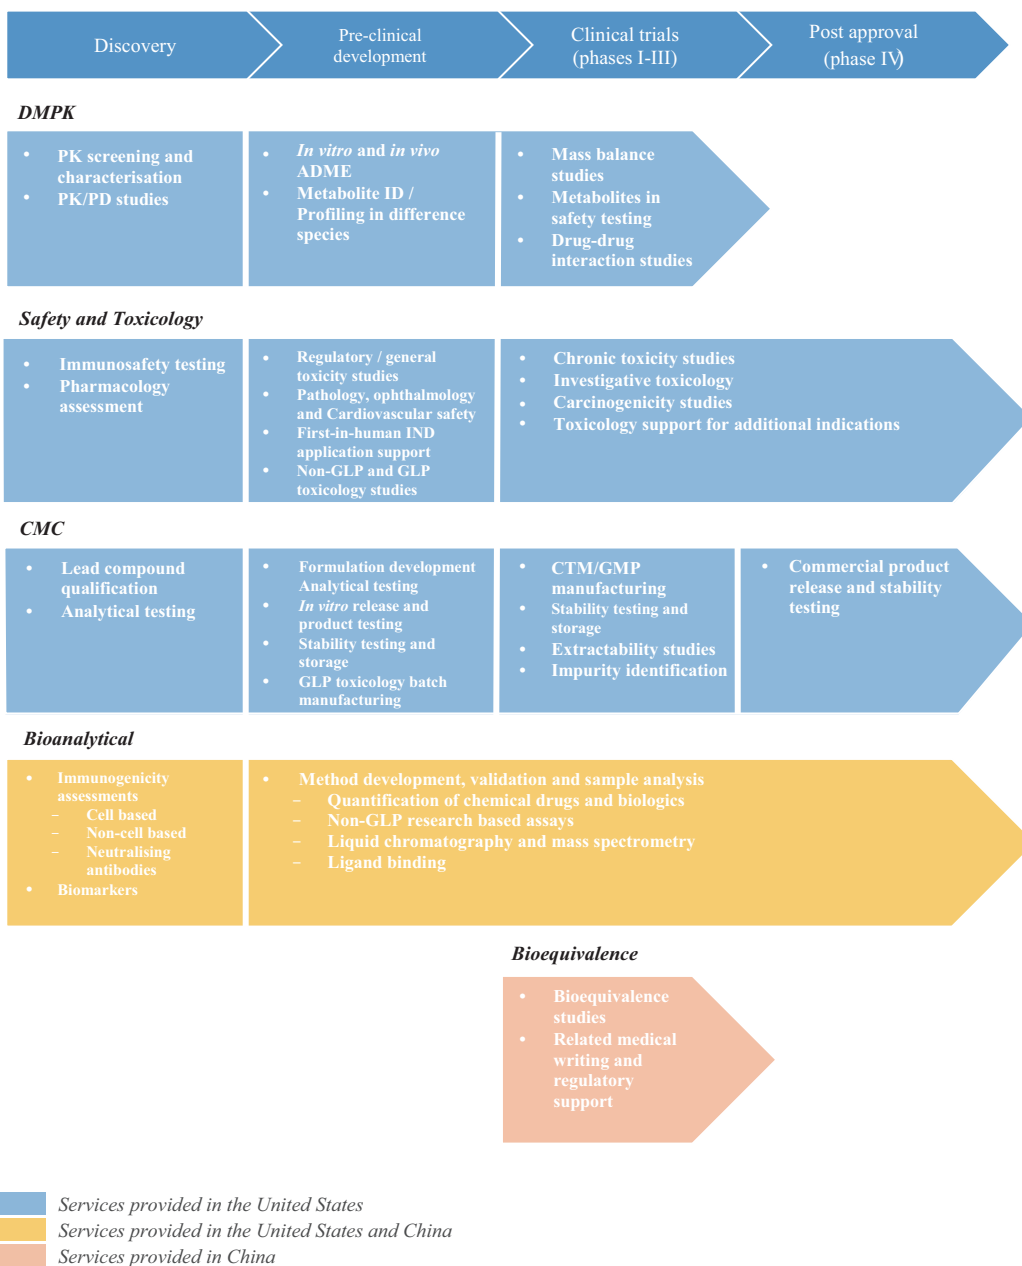 Discovery
Pre-clinical
development
Clinical trials
(phases I-III)
Post approval
(phase IV)
DMPK
• PK screening and
characterisation
• PK/PD studies
• In vitro and in vivo
ADME
• Metabolite ID /
Profiling in difference
species
• Mass balance
studies
• Metabolites in
safety testing
• Drug-drug
interaction studies
Safety and Toxicology
• Immunosafety testing
• Pharmacology
assessment
• Regulatory / general
toxicity studies
• Pathology, ophthalmology
and Cardiovascular safety
• First-in-human IND
application support
• Non-GLP and GLP
toxicology studies
• Chronic toxicity studies
• Investigative toxicology
• Carcinogenicity studies
• Toxicology support for additional indications
CMC
• Lead compound
qualification
• Analytical testing
• Formulation development
Analytical testing
• In vitro release and
product testing
• Stability testing and
storage
• GLP toxicology batch
manufacturing
• CTM/GMP
manufacturing
• Stability testing and
storage
• Extractability studies
• Impurity identification
• Commercial product
release and stability
testing
Bioanalytical
• Immunogenicity
assessments
– Cell based
– Non-cell based
– Neutralising
antibodies
• Biomarkers
• Method development, validation and sample analysis
– Quantification of chemical drugs and biologics
– Non-GLP research based assays
– Liquid chromatography and mass spectrometry
– Ligand binding
Bioequivalence
• Bioequivalence
studies
• Related medical
writing and
regulatory
support
Services provided in the United States
Services provided in the United States and China
Services provided in China